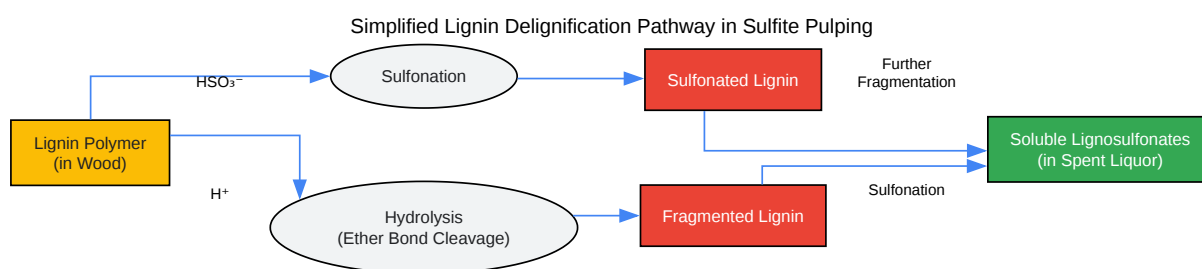 Simplified Lignin Delignification Pathway in Sulfite Pulping
HSO₃⁻
Sulfonation
Sulfonated Lignin
Further
Fragmentation
Lignin Polymer
(in Wood)
Soluble Lignosulfonates
(in Spent Liquor)
H⁺
Hydrolysis
(Ether Bond Cleavage)
Fragmented Lignin
Sulfonation